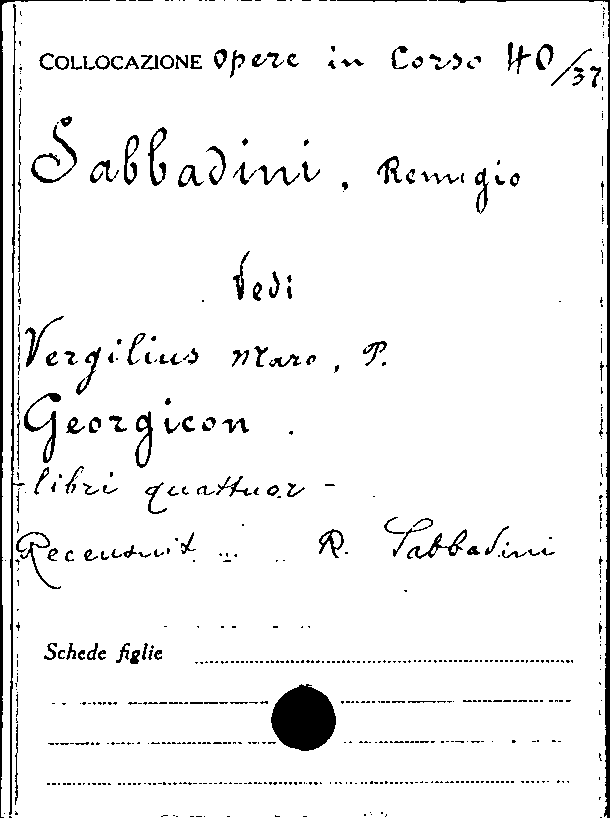 COLLOCAZIONE Opere in Corso 40/37
Sabbadini, Remigio
Vedi
Vergilius Maro, P.
Georgicon.
- libri quattuor -
Recensuit ... R. Sabbadini
Schede figlie